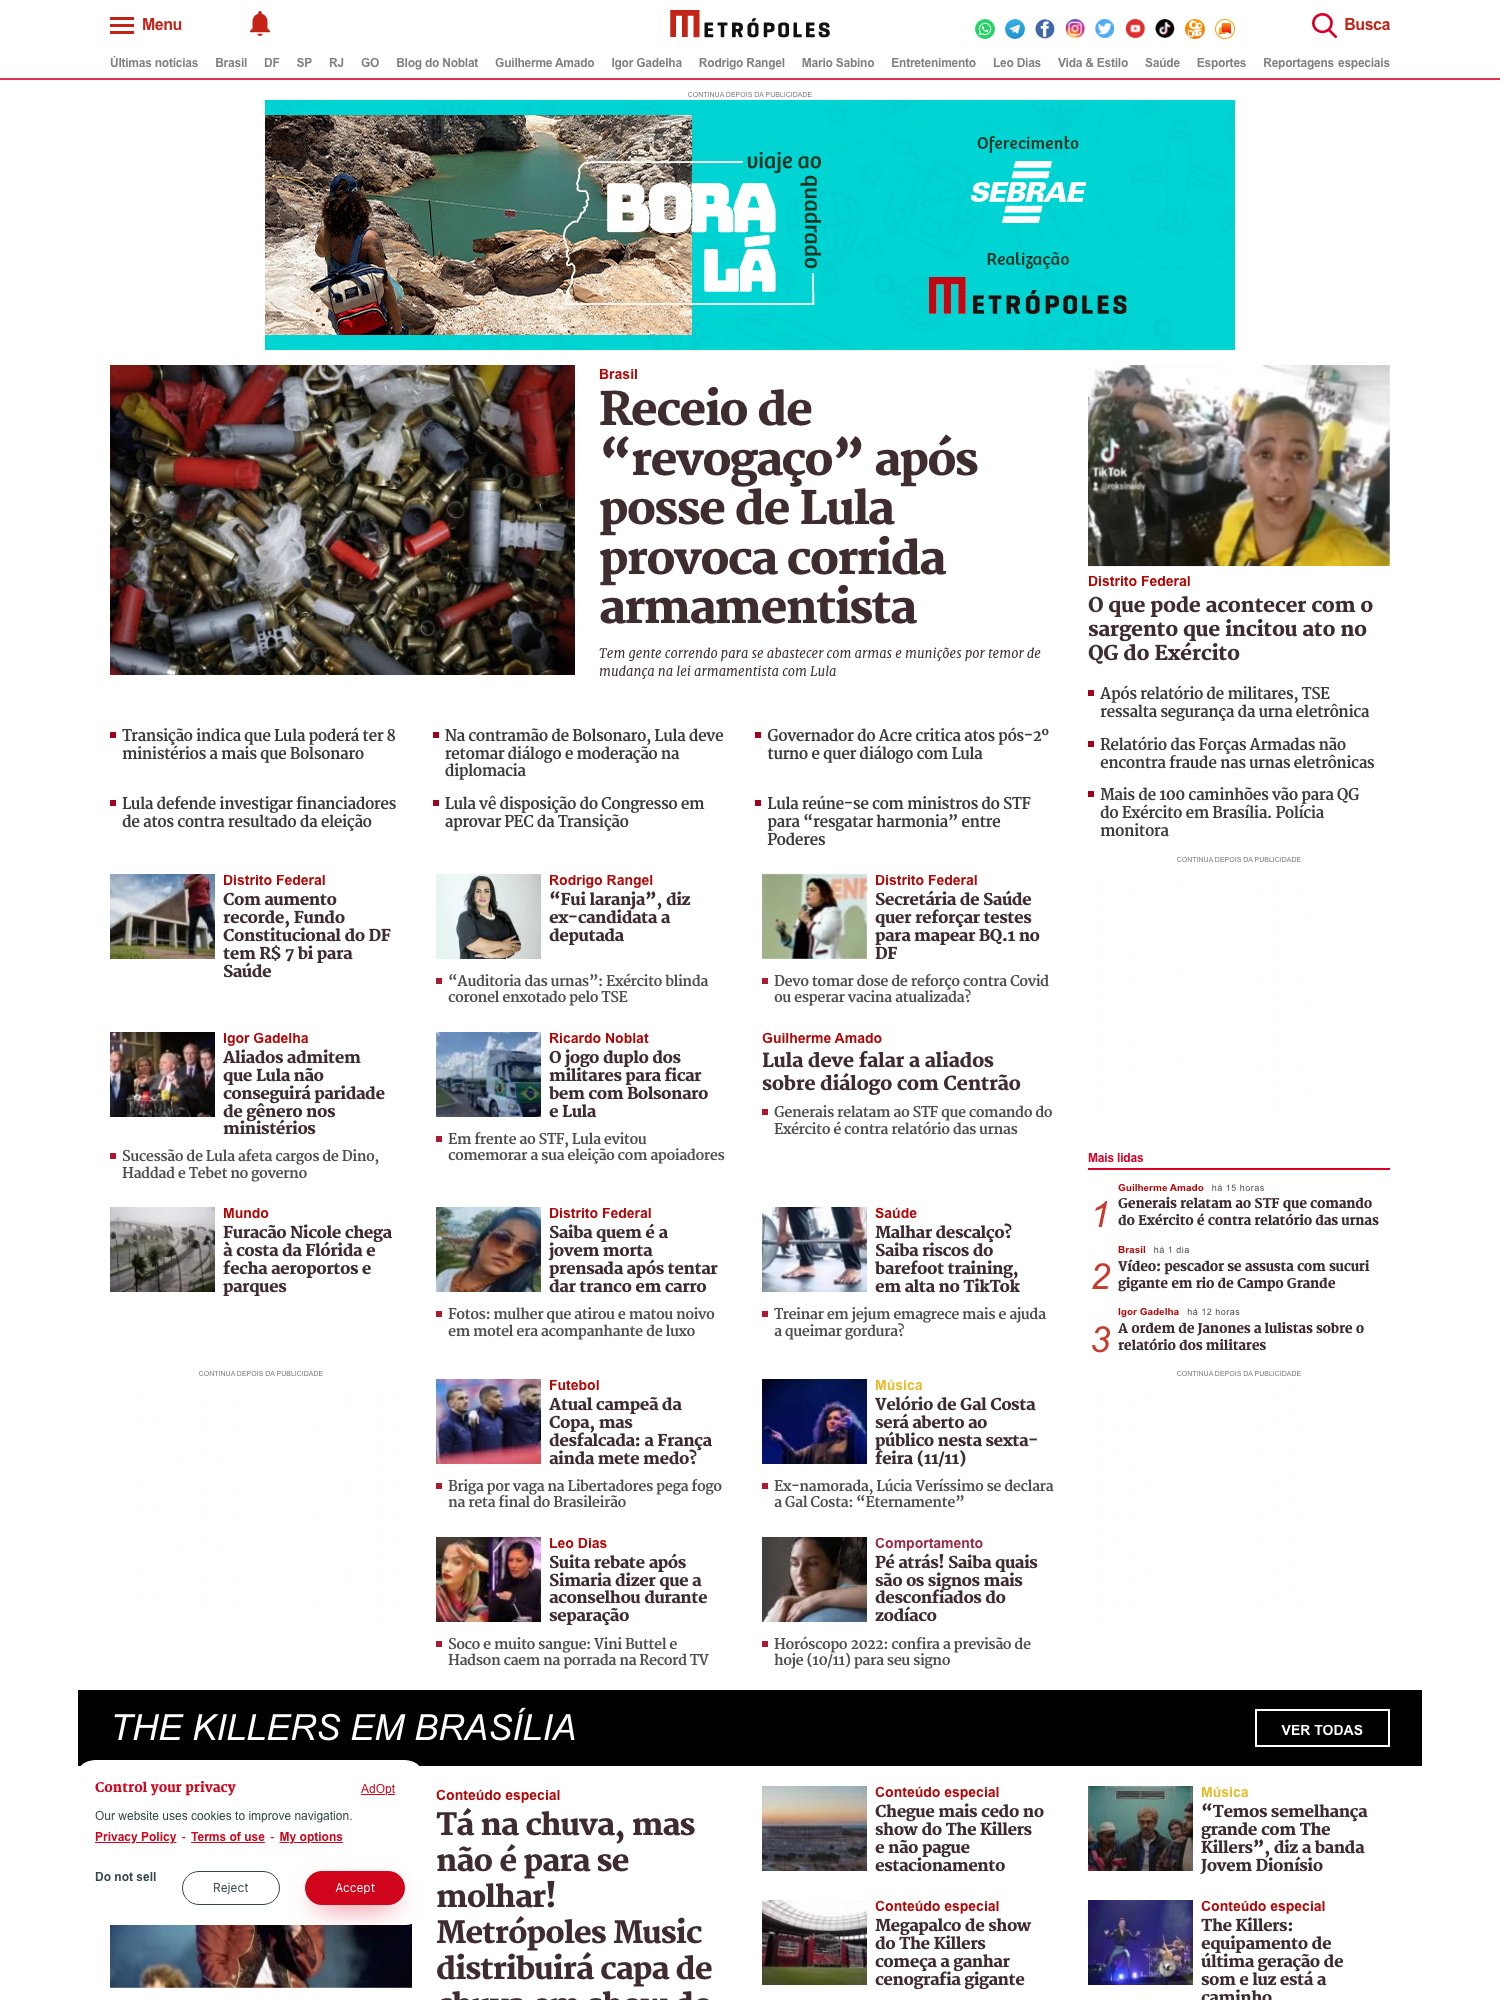 Menu
METRÓPOLES
Busca
Últimas notícias Brasil DF SP RJ GO Blog do Noblat Guilherme Amado Igor Gadelha Rodrigo Rangel Mario Sabino Entretenimento Leo Dias Vida & Estilo Saúde Esportes Reportagens especiais
CONTINUA DEPOIS DA PUBLICIDADE
viaje ao
quadrado
BORA
LÁ
Oferecimento
SEBRAE
Realização
METRÓPOLES
Brasil
Receio de
“revogaço” após
posse de Lula
provoca corrida
armamentista
Tem gente correndo para se abastecer com armas e munições por temor de
mudança na lei armamentista com Lula
TikTok
Distrito Federal
O que pode acontecer com o
sargento que incitou ato no
QG do Exército
Após relatório de militares, TSE
ressalta segurança da urna eletrônica
Relatório das Forças Armadas não
encontra fraude nas urnas eletrônicas
Mais de 100 caminhões vão para QG
do Exército em Brasília. Polícia
monitora
CONTINUA DEPOIS DA PUBLICIDADE
Transição indica que Lula poderá ter 8
ministérios a mais que Bolsonaro
Na contramão de Bolsonaro, Lula deve
retomar diálogo e moderação na
diplomacia
Governador do Acre critica atos pós-2º
turno e quer diálogo com Lula
Lula defende investigar financiadores
de atos contra resultado da eleição
Lula vê disposição do Congresso em
aprovar PEC da Transição
Lula reúne-se com ministros do STF
para “resgatar harmonia” entre
Poderes
Distrito Federal
Com aumento
recorde, Fundo
Constitucional do DF
tem R$ 7 bi para
Saúde
Rodrigo Rangel
“Fui laranja”, diz
ex-candidata a
deputada
“Auditoria das urnas”: Exército blinda
coronel enxotado pelo TSE
Distrito Federal
Secretária de Saúde
quer reforçar testes
para mapear BQ.1 no
DF
Devo tomar dose de reforço contra Covid
ou esperar vacina atualizada?
Igor Gadelha
Aliados admitem
que Lula não
conseguirá paridade
de gênero nos
ministérios
Sucessão de Lula afeta cargos de Dino,
Haddad e Tebet no governo
Ricardo Noblat
O jogo duplo dos
militares para ficar
bem com Bolsonaro
e Lula
Em frente ao STF, Lula evitou
comemorar a sua eleição com apoiadores
Guilherme Amado
Lula deve falar a aliados
sobre diálogo com Centrão
Generais relatam ao STF que comando do
Exército é contra relatório das urnas
Mais lidas
Guilherme Amado há 15 horas
1 Generais relatam ao STF que comando
do Exército é contra relatório das urnas
Brasil há 1 dia
2 Vídeo: pescador se assusta com sucuri
gigante em rio de Campo Grande
Igor Gadelha há 12 horas
3 A ordem de Janones a lulistas sobre o
relatório dos militares
CONTINUA DEPOIS DA PUBLICIDADE
Mundo
Furacão Nicole chega
à costa da Flórida e
fecha aeroportos e
parques
Distrito Federal
Saiba quem é a
jovem morta
prensada após tentar
dar tranco em carro
Fotos: mulher que atirou e matou noivo
em motel era acompanhante de luxo
Saúde
Malhar descalço?
Saiba riscos do
barefoot training,
em alta no TikTok
Treinar em jejum emagrece mais e ajuda
a queimar gordura?
CONTINUA DEPOIS DA PUBLICIDADE
Futebol
Atual campeã da
Copa, mas
desfalcada: a França
ainda mete medo?
Briga por vaga na Libertadores pega fogo
na reta final do Brasileirão
Música
Velório de Gal Costa
será aberto ao
público nesta sexta-
feira (11/11)
Ex-namorada, Lúcia Veríssimo se declara
a Gal Costa: “Eternamente”
Leo Dias
Suita rebate após
Simaria dizer que a
aconselhou durante
separação
Soco e muito sangue: Vini Buttel e
Hadson caem na porrada na Record TV
Comportamento
Pé atrás! Saiba quais
são os signos mais
desconfiados do
zodíaco
Horóscopo 2022: confira a previsão de
hoje (10/11) para seu signo
THE KILLERS EM BRASÍLIA
VER TODAS
Control your privacy
AdOpt
Our website uses cookies to improve navigation.
Privacy Policy - Terms of use - My options
Do not sell
Reject
Accept
Conteúdo especial
Tá na chuva, mas
não é para se
molhar!
Metrópoles Music
distribuirá capa de
chuva em show do
Conteúdo especial
Chegue mais cedo no
show do The Killers
e não pague
estacionamento
Música
“Temos semelhança
grande com The
Killers”, diz a banda
Jovem Dionísio
Conteúdo especial
Megapalco de show
do The Killers
começa a ganhar
cenografia gigante
Conteúdo especial
The Killers:
equipamento de
última geração de
som e luz está a
caminho